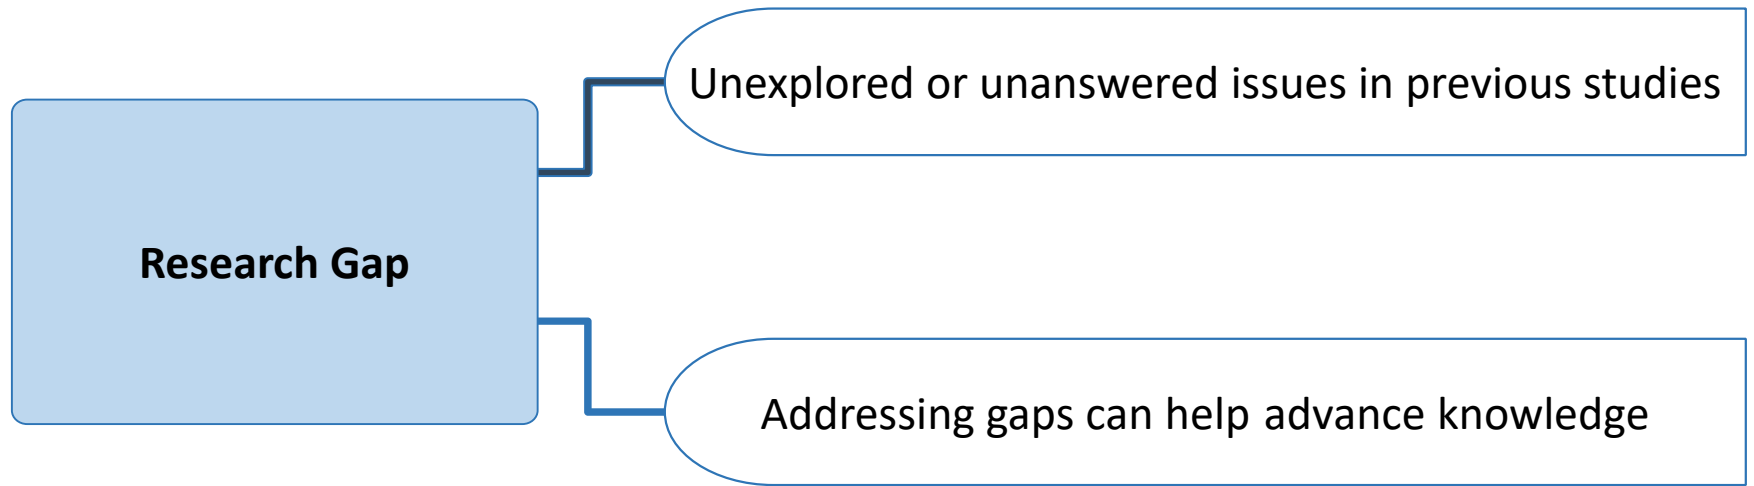 Research Gap
Unexplored or unanswered issues in previous studies
Addressing gaps can help advance knowledge